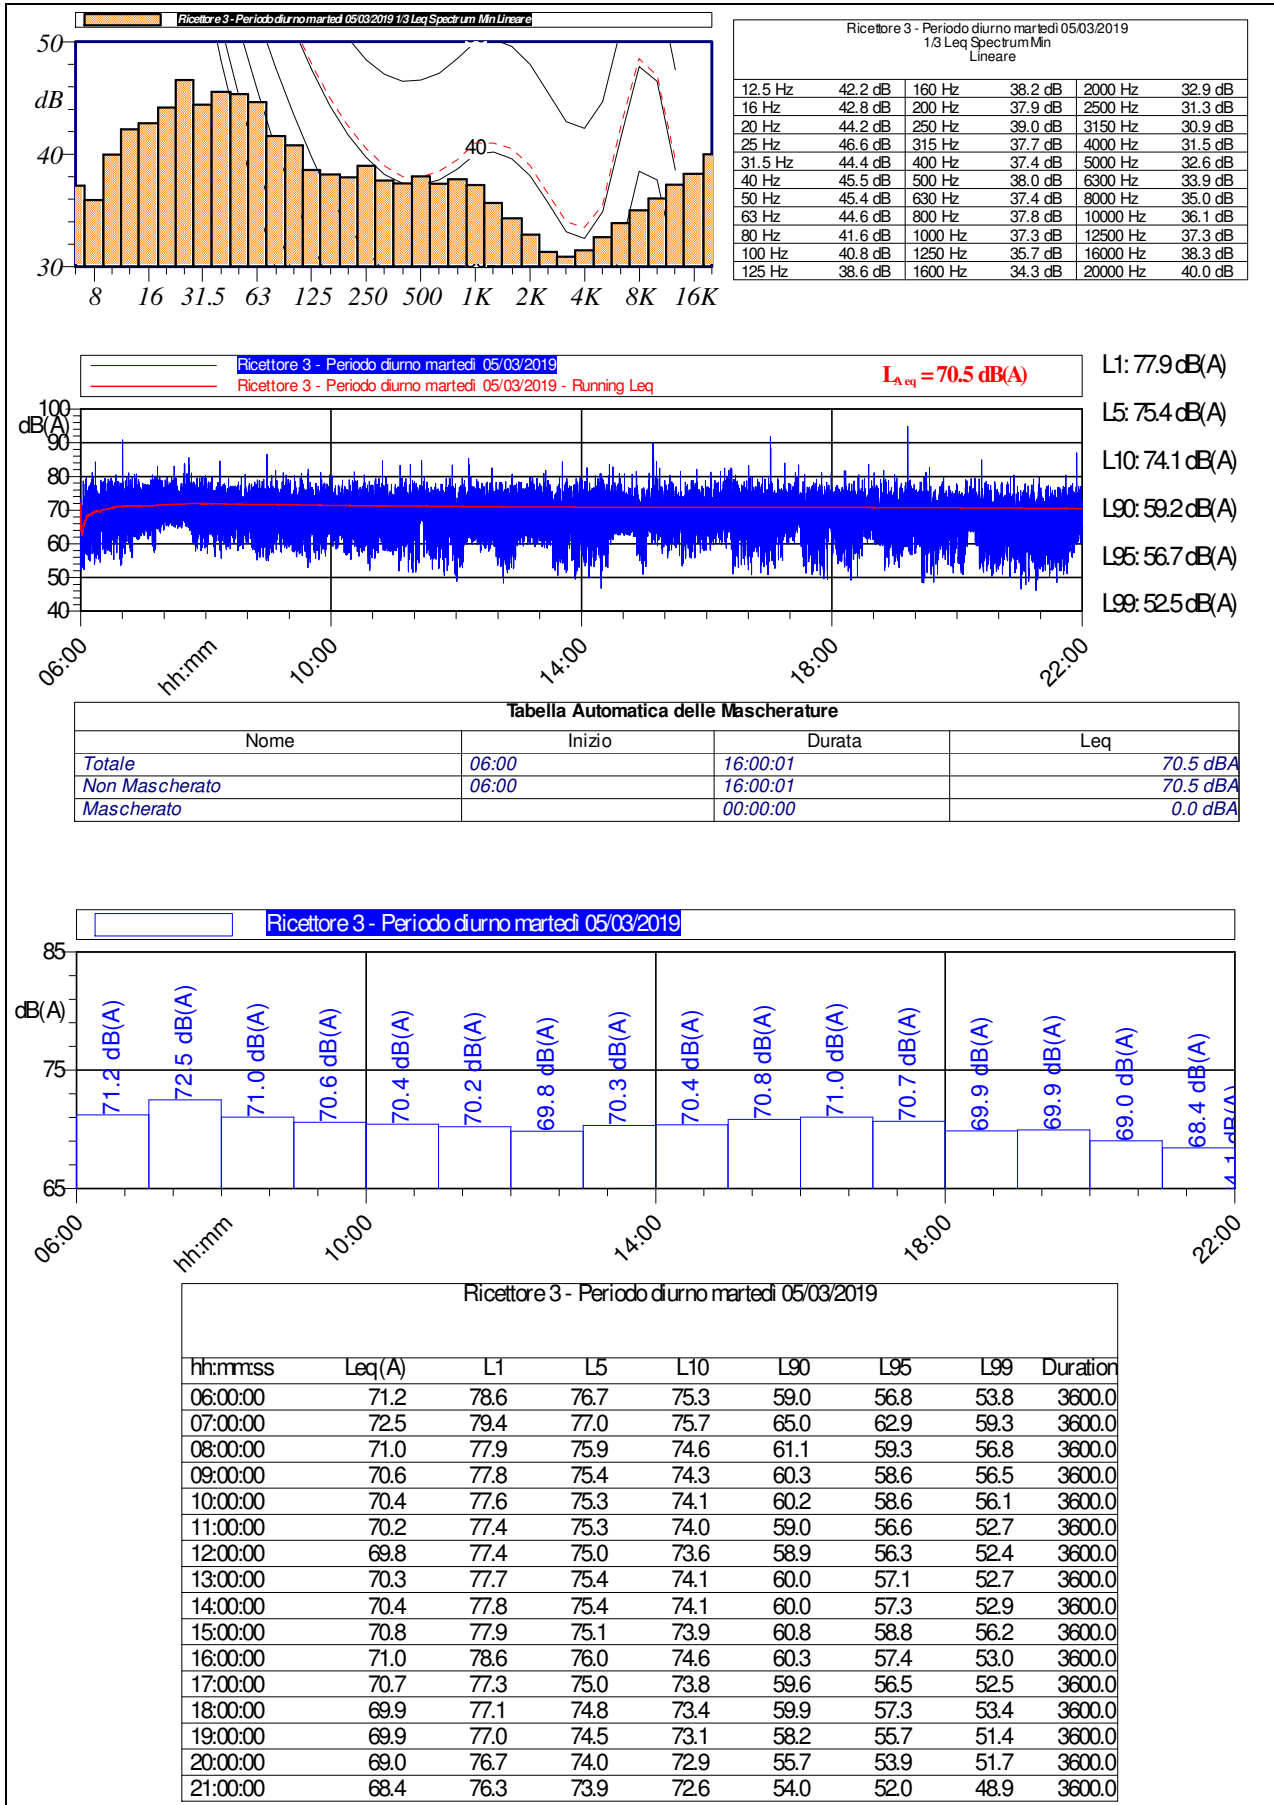 Ricettore 3 - Periodo diurno martedì 05/03/2019 1/3 Leq Spectrum Min Lineare
50
dB
40
30
40
8 16 31.5 63 125 250 500 1K 2K 4K 8K 16K
Ricettore 3 - Periodo diurno martedì 05/03/2019
1/3 Leq Spectrum Min
Lineare
12.5 Hz 42.2 dB 160 Hz 38.2 dB 2000 Hz 32.9 dB
16 Hz 42.8 dB 200 Hz 37.9 dB 2500 Hz 31.3 dB
20 Hz 44.2 dB 250 Hz 39.0 dB 3150 Hz 30.9 dB
25 Hz 46.6 dB 315 Hz 37.7 dB 4000 Hz 31.5 dB
31.5 Hz 44.4 dB 400 Hz 37.4 dB 5000 Hz 32.6 dB
40 Hz 45.5 dB 500 Hz 38.0 dB 6300 Hz 33.9 dB
50 Hz 45.4 dB 630 Hz 37.4 dB 8000 Hz 35.0 dB
63 Hz 44.6 dB 800 Hz 37.8 dB 10000 Hz 36.1 dB
80 Hz 41.6 dB 1000 Hz 37.3 dB 12500 Hz 37.3 dB
100 Hz 40.8 dB 1250 Hz 35.7 dB 16000 Hz 38.3 dB
125 Hz 38.6 dB 1600 Hz 34.3 dB 20000 Hz 40.0 dB
Ricettore 3 - Periodo diurno martedì 05/03/2019
Ricettore 3 - Periodo diurno martedì 05/03/2019 - Running Leq
LA eq = 70.5 dB(A)
L1: 77.9 dB(A)
L5: 75.4 dB(A)
L10: 74.1 dB(A)
L90: 59.2 dB(A)
L95: 56.7 dB(A)
L99: 52.5 dB(A)
100
dB(A)
90
80
70
60
50
40
06:00 hh:mm 10:00 14:00 18:00 22:00
Tabella Automatica delle Mascherature
Nome Inizio Durata Leq
Totale 06:00 16:00:01 70.5 dBA
Non Mascherato 06:00 16:00:01 70.5 dBA
Mascherato 00:00:00 0.0 dBA
Ricettore 3 - Periodo diurno martedì 05/03/2019
85
dB(A)
75
65
71.2 dB(A)
72.5 dB(A)
71.0 dB(A)
70.6 dB(A)
70.4 dB(A)
70.2 dB(A)
69.8 dB(A)
70.3 dB(A)
70.4 dB(A)
70.8 dB(A)
71.0 dB(A)
70.7 dB(A)
69.9 dB(A)
69.9 dB(A)
69.0 dB(A)
68.4 dB(A)
06:00 hh:mm 10:00 14:00 18:00 22:00
Ricettore 3 - Periodo diurno martedì 05/03/2019
hh:mm:ss Leq(A) L1 L5 L10 L90 L95 L99 Duration
06:00:00 71.2 78.6 76.7 75.3 59.0 56.8 53.8 3600.0
07:00:00 72.5 79.4 77.0 75.7 65.0 62.9 59.3 3600.0
08:00:00 71.0 77.9 75.9 74.6 61.1 59.3 56.8 3600.0
09:00:00 70.6 77.8 75.4 74.3 60.3 58.6 56.5 3600.0
10:00:00 70.4 77.6 75.3 74.1 60.2 58.6 56.1 3600.0
11:00:00 70.2 77.4 75.3 74.0 59.0 56.6 52.7 3600.0
12:00:00 69.8 77.4 75.0 73.6 58.9 56.3 52.4 3600.0
13:00:00 70.3 77.7 75.4 74.1 60.0 57.1 52.7 3600.0
14:00:00 70.4 77.8 75.4 74.1 60.0 57.3 52.9 3600.0
15:00:00 70.8 77.9 75.1 73.9 60.8 58.8 56.2 3600.0
16:00:00 71.0 78.6 76.0 74.6 60.3 57.4 53.0 3600.0
17:00:00 70.7 77.3 75.0 73.8 59.6 56.5 52.5 3600.0
18:00:00 69.9 77.1 74.8 73.4 59.9 57.3 53.4 3600.0
19:00:00 69.9 77.0 74.5 73.1 58.2 55.7 51.4 3600.0
20:00:00 69.0 76.7 74.0 72.9 55.7 53.9 51.7 3600.0
21:00:00 68.4 76.3 73.9 72.6 54.0 52.0 48.9 3600.0